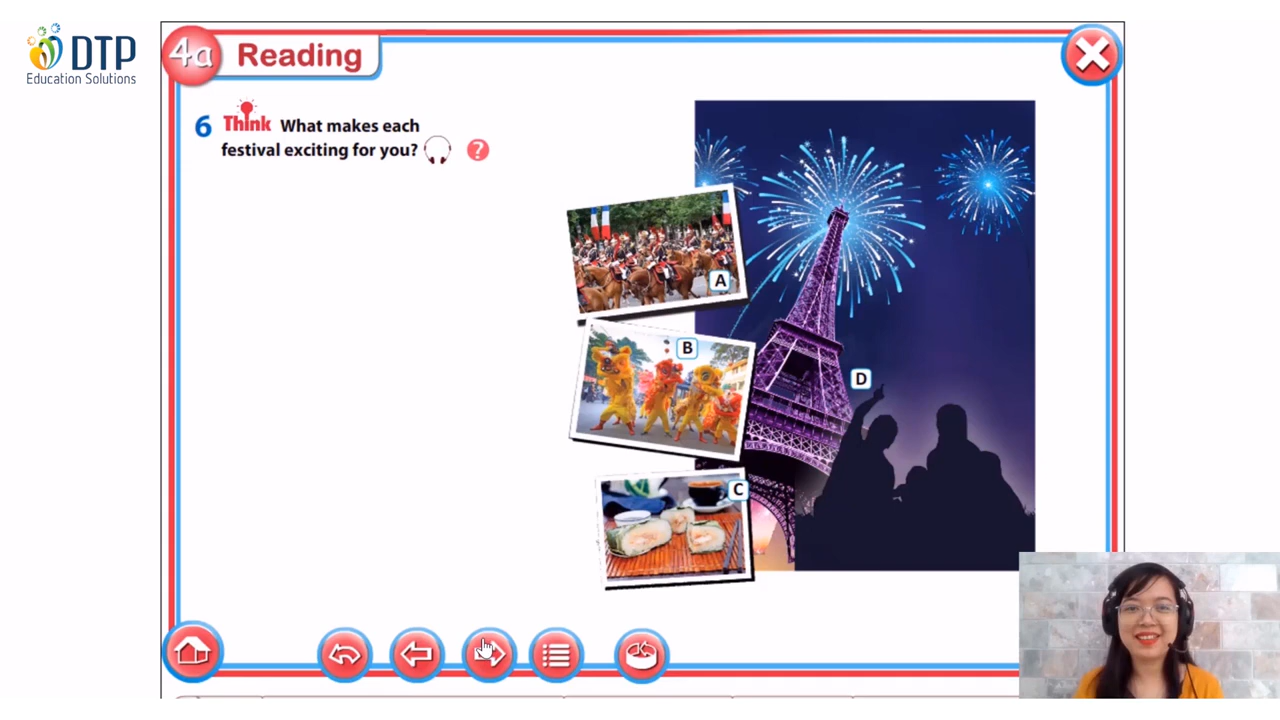 DTP
Education Solutions
4a Reading
6 Think What makes each
festival exciting for you? ?
A
B
C
D